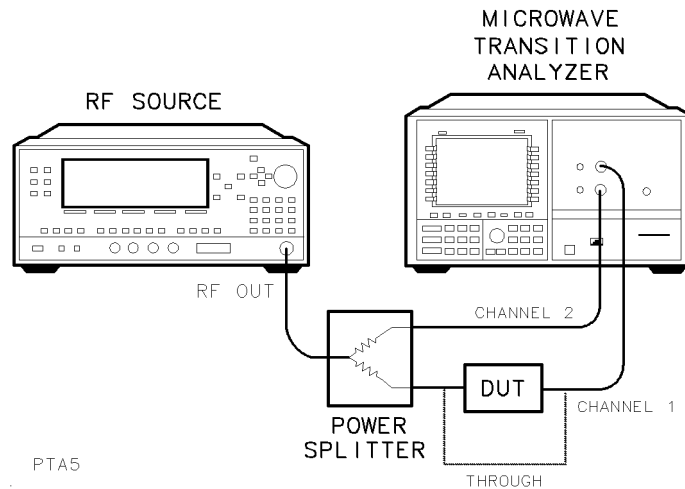 MICROWAVE
TRANSITION
ANALYZER
RF SOURCE
RF OUT
CHANNEL 2
DUT
CHANNEL 1
POWER
SPLITTER
PTA5
THROUGH